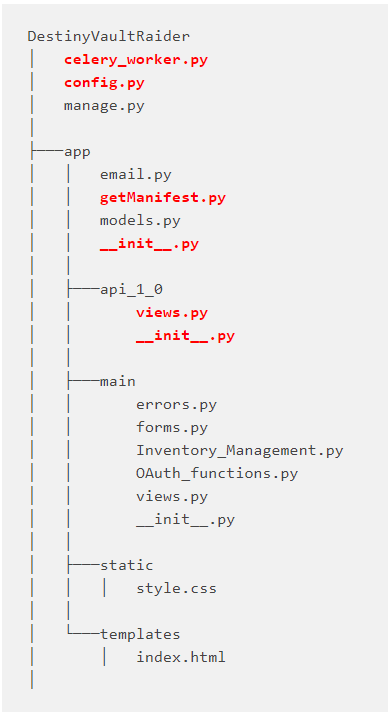 DestinyVaultRaider
celery_worker.py
config.py
manage.py
app
email.py
getManifest.py
models.py
__init__.py
api_1_0
views.py
__init__.py
main
errors.py
forms.py
Inventory_Management.py
OAuth_functions.py
views.py
__init__.py
static
style.css
templates
index.html